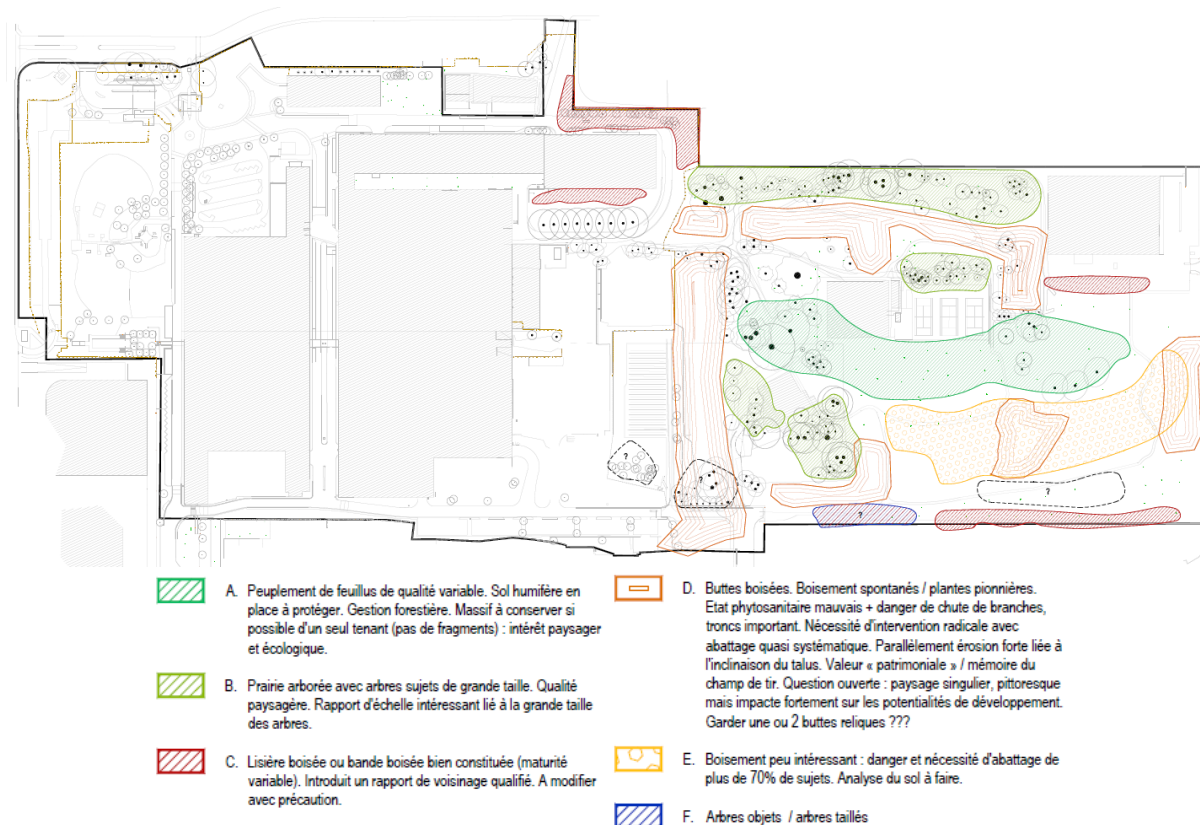 ?
?
?
?
A. Peuplement de feuillus de qualité variable. Sol humifère en
place à protéger. Gestion forestière. Massif à conserver si
possible d'un seul tenant (pas de fragments) : intérêt paysager
et écologique.
B. Prairie arborée avec arbres sujets de grande taille. Qualité
paysagère. Rapport d'échelle intéressant lié à la grande taille
des arbres.
C. Lisière boisée ou bande boisée bien constituée (maturité
variable). Introduit un rapport de voisinage qualifié. A modifier
avec précaution.
D. Buttes boisées. Boisement spontanés / plantes pionnières.
Etat phytosanitaire mauvais + danger de chute de branches,
troncs important. Nécessité d'intervention radicale avec
abattage quasi systématique. Parallèlement érosion forte liée à
l'inclinaison du talus. Valeur « patrimoniale » / mémoire du
champ de tir. Question ouverte : paysage singulier, pittoresque
mais impacte fortement sur les potentialités de développement.
Garder une ou 2 buttes reliques ???
E. Boisement peu intéressant : danger et nécessité d'abattage de
plus de 70% de sujets. Analyse du sol à faire.
F. Arbres objets / arbres taillés